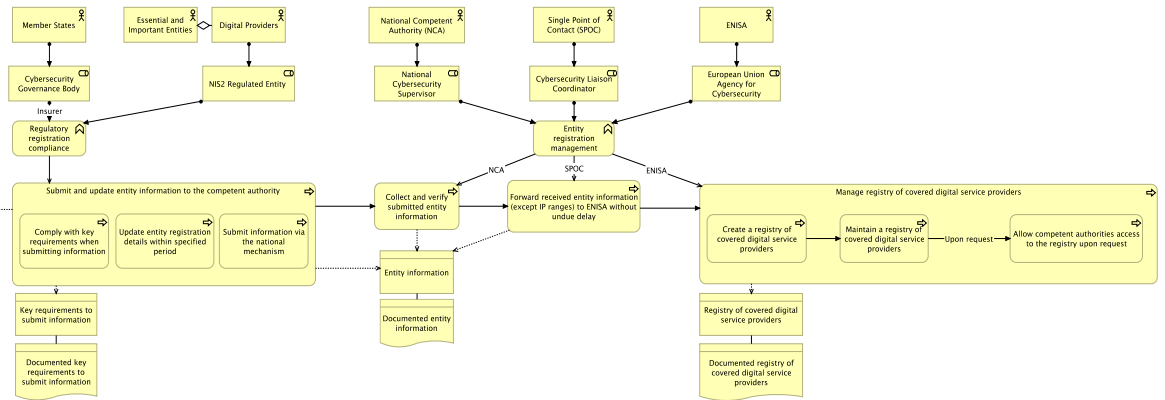 Member States
Essential and
Important Entities
Digital Providers
National Competent
Authority (NCA)
Single Point of
Contact (SPOC)
ENISA
Cybersecurity
Governance Body
NIS2 Regulated Entity
National
Cybersecurity
Supervisor
Cybersecurity Liaison
Coordinator
European Union
Agency for
Cybersecurity
Insurer
Regulatory
registration
compliance
Entity
registration
management
NCA
SPOC
ENISA
Submit and update entity information to the competent authority
Comply with key
requirements when
submitting information
Update entity registration
details within specified
period
Submit information via
the national
mechanism
Collect and verify
submitted entity
information
Forward received entity information
(except IP ranges) to ENISA without
undue delay
Manage registry of covered digital service providers
Create a registry of
covered digital service
providers
Maintain a registry of
covered digital service
providers
Upon request
Allow competent authorities access
to the registry upon request
Entity information
Documented entity
information
Key requirements to
submit information
Documented key
requirements to
submit information
Registry of covered digital
service providers
Documented registry of
covered digital service
providers